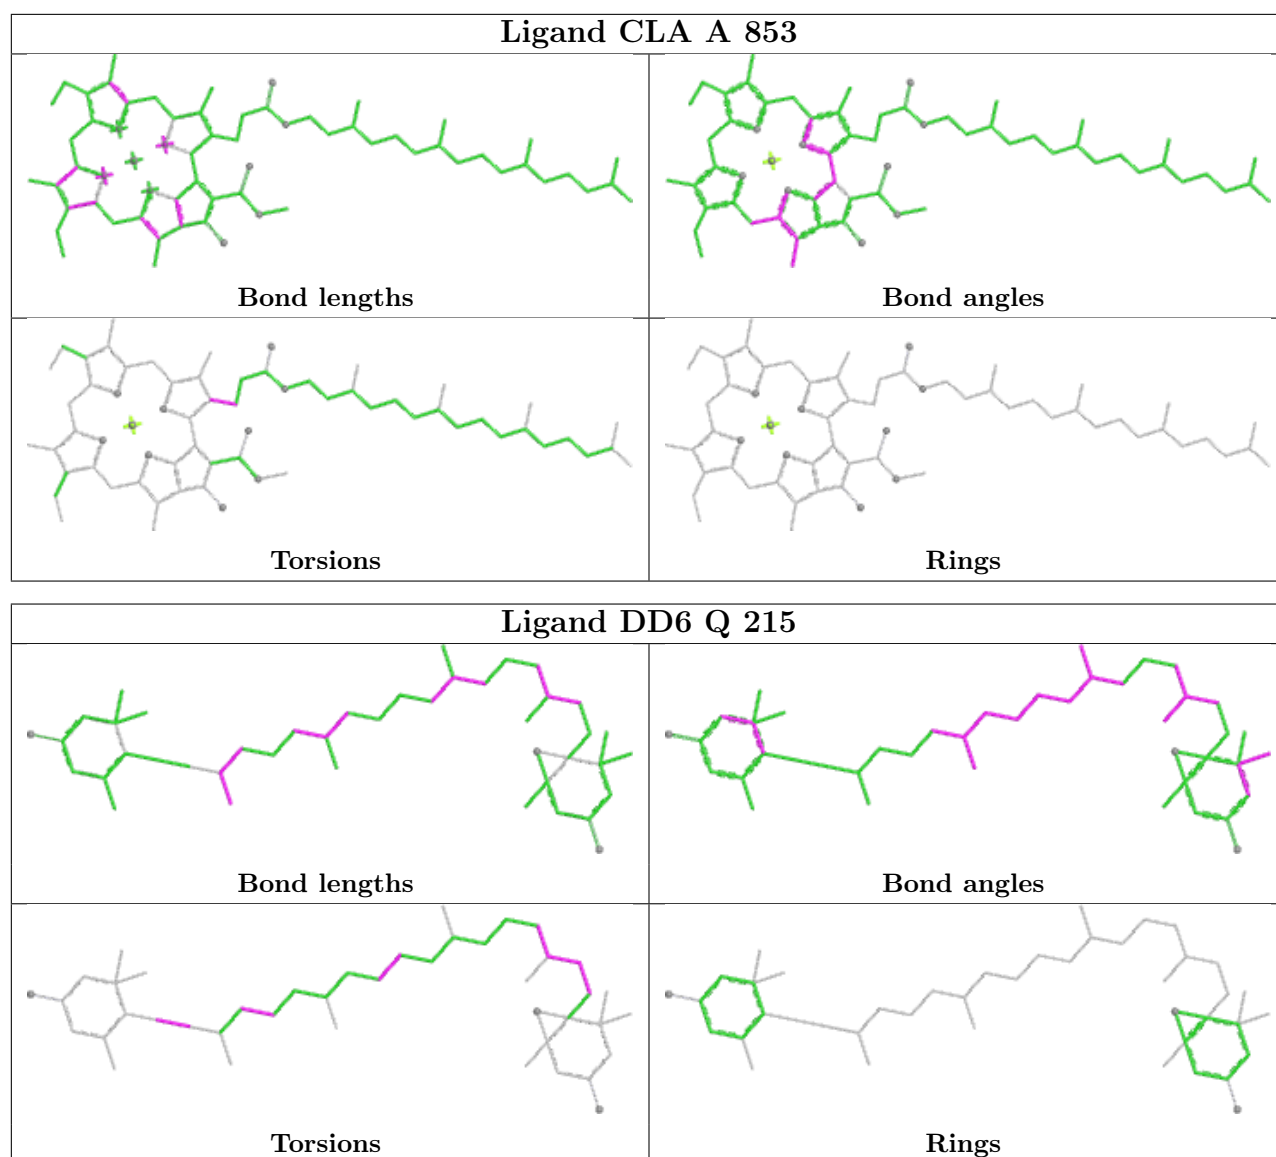 Ligand CLA A 853
Bond lengths
Bond angles
Torsions
Rings
Ligand DD6 Q 215
Bond lengths
Bond angles
Torsions
Rings